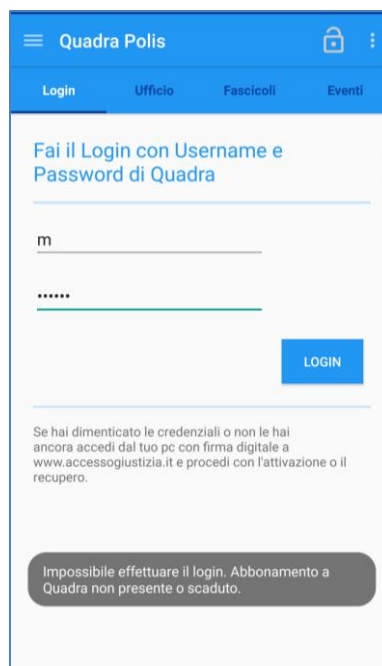 Quadra Polis
Login Ufficio Fascicoli Eventi
Fai il Login con Username e
Password di Quadra
m
••••••
LOGIN
Se hai dimenticato le credenziali o non le hai
ancora accedi dal tuo pc con firma digitale a
www.accessogiustizia.it e procedi con l'attivazione o il
recupero.
Impossibile effettuare il login. Abbonamento a
Quadra non presente o scaduto.